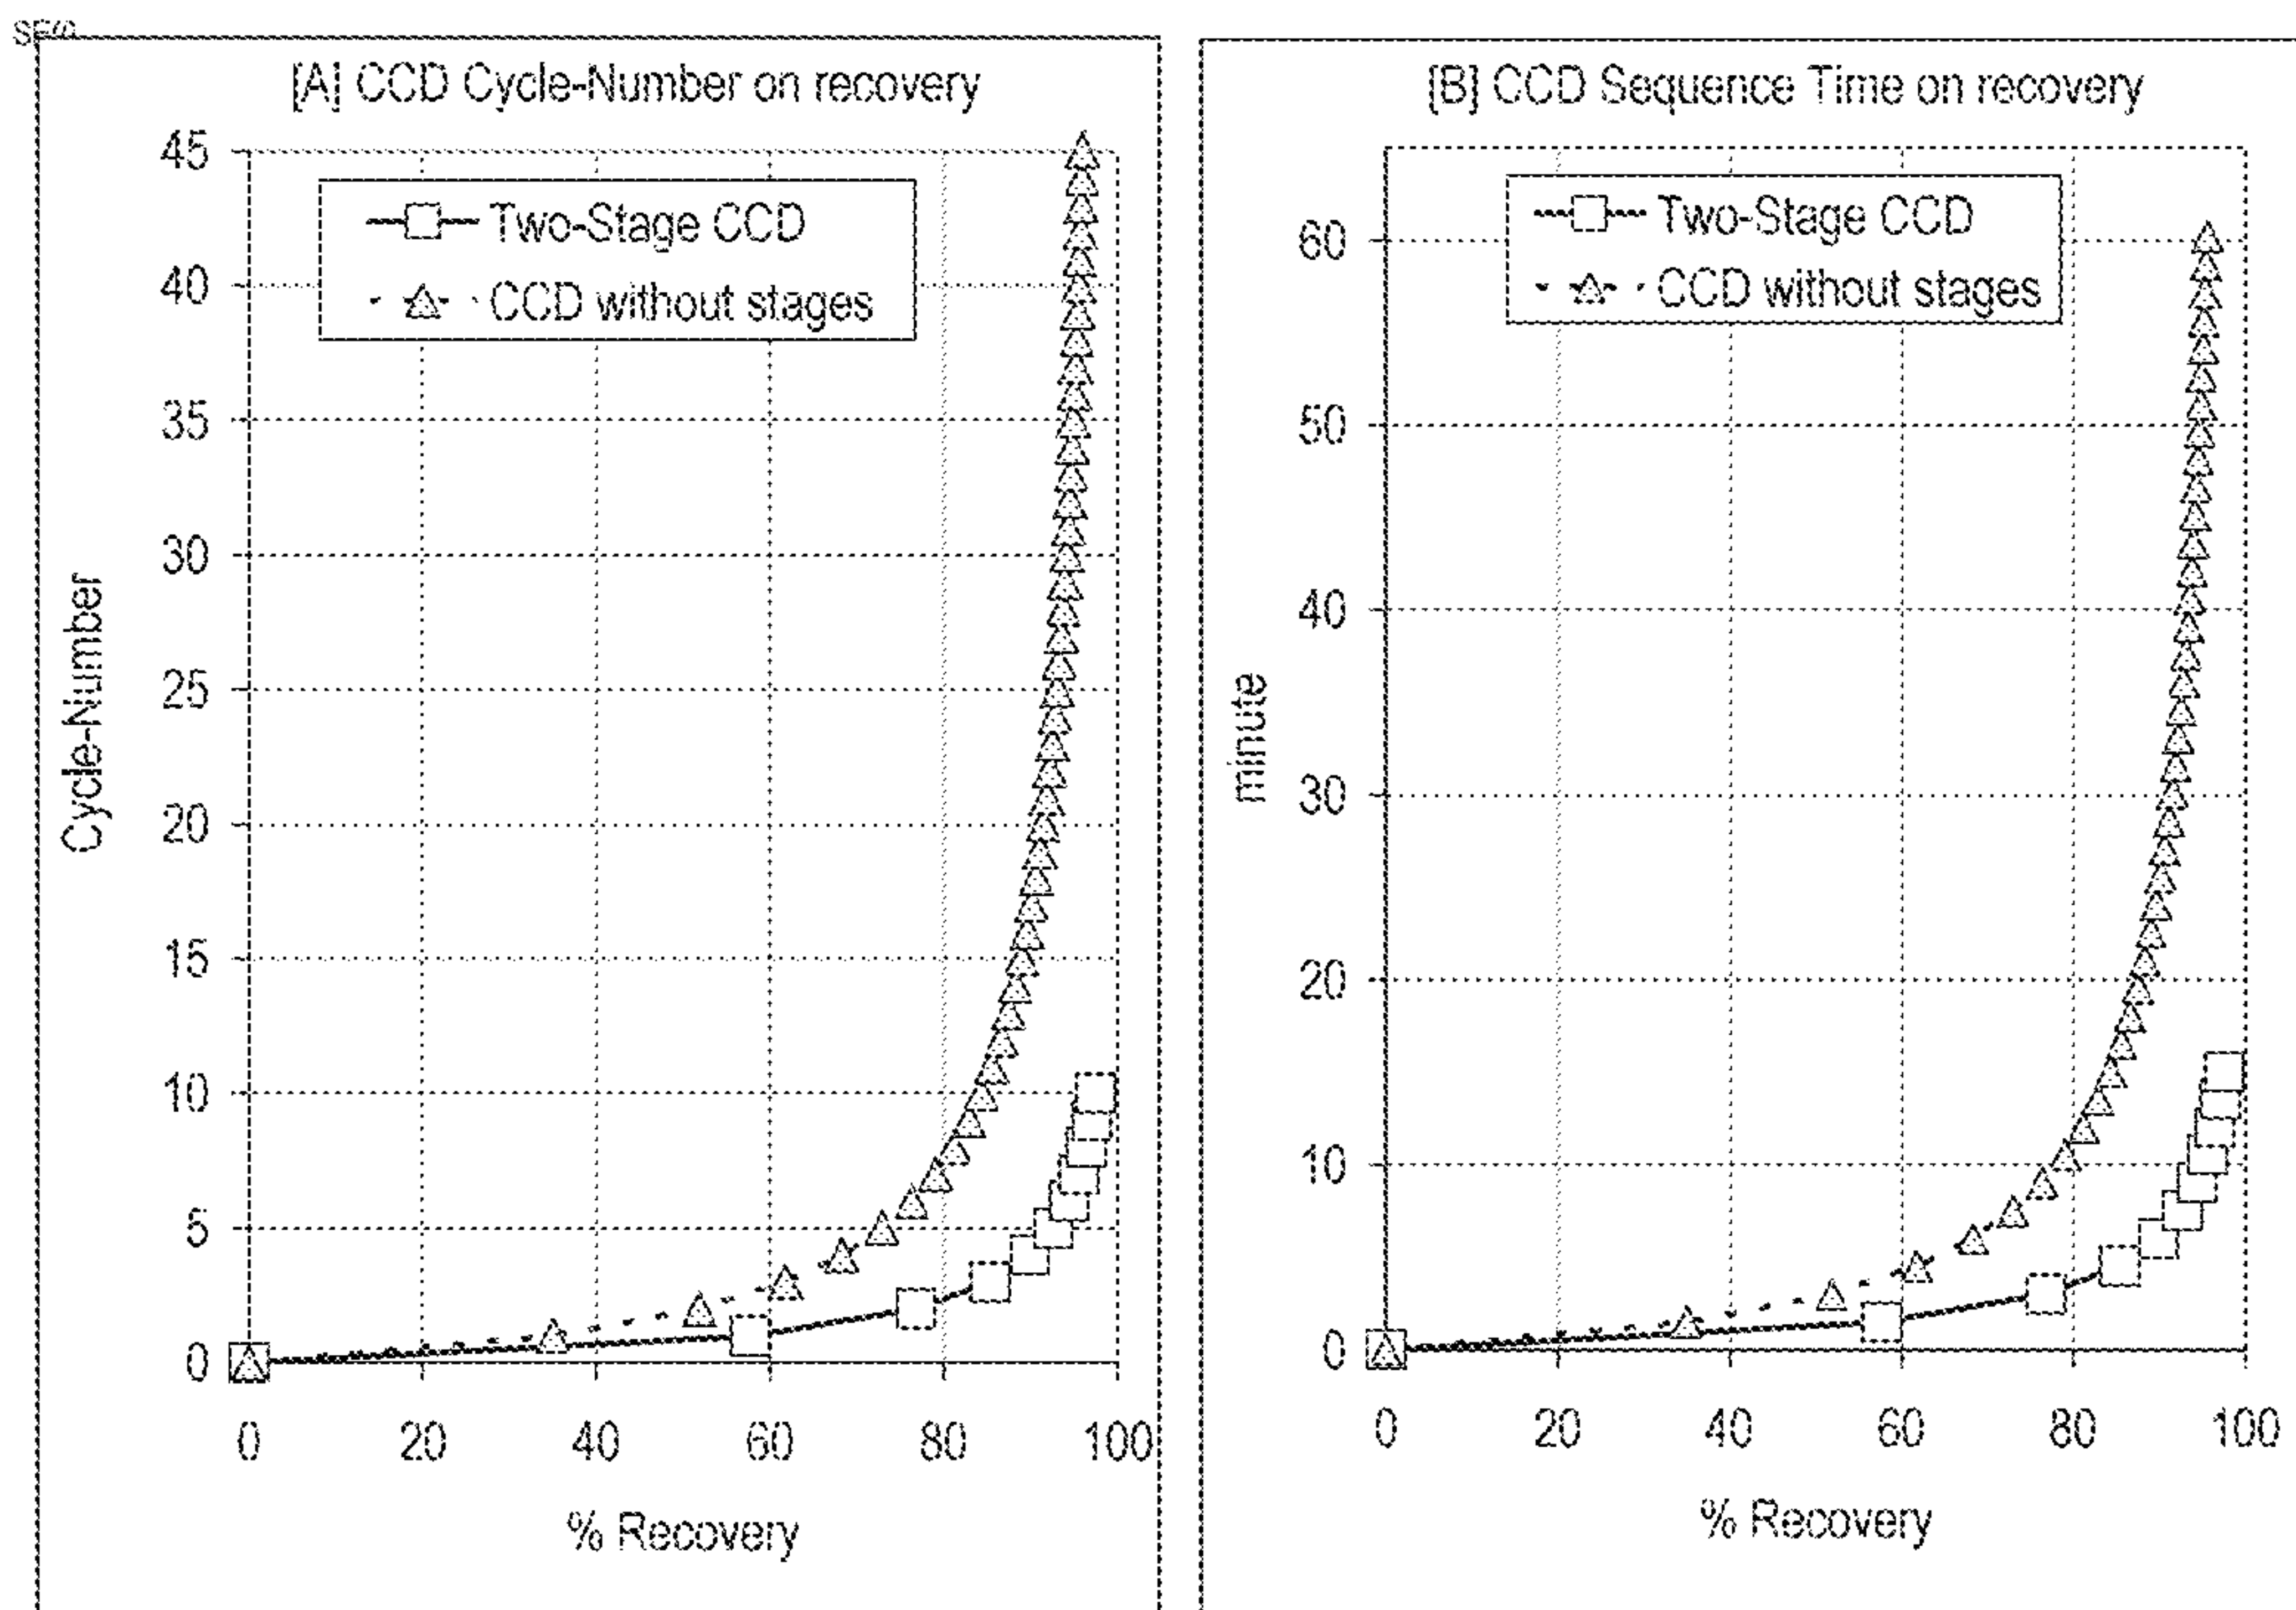 [A] CCD Cycle-Number on recovery
45
40
35
30
25
20
15
10
5
0
Cycle-Number
Two-Stage CCD
CCD without stages
0 20 40 60 80 100
% Recovery
[B] CCD Sequence Time on recovery
60
50
40
30
20
10
0
minute
Two-Stage CCD
CCD without stages
0 20 40 60 80 100
% Recovery